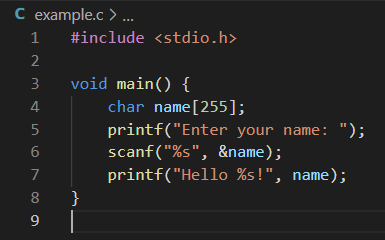 C example.c > ...
1 #include <stdio.h>
2
3 void main() {
4     char name[255];
5     printf("Enter your name: ");
6     scanf("%s", &name);
7     printf("Hello %s!", name);
8 }
9